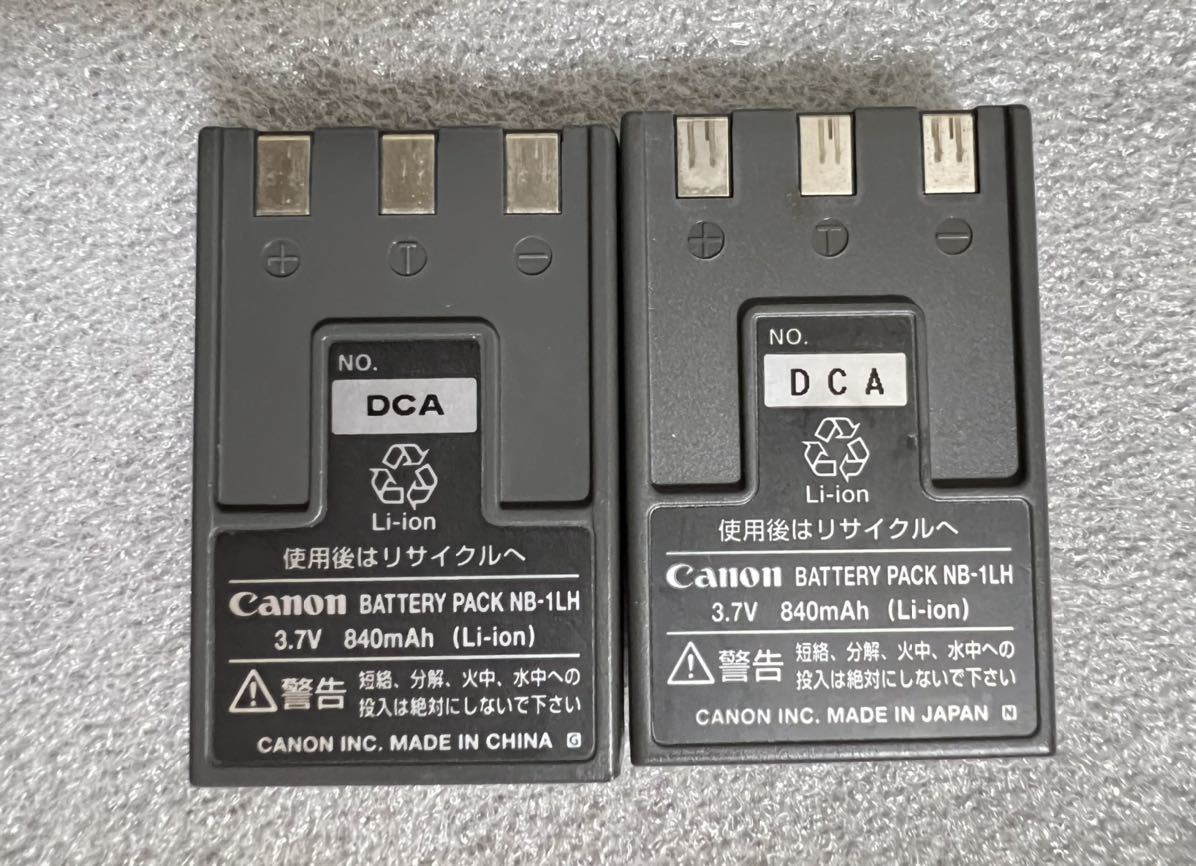 + T −
NO.
DCA
Li-ion
使用後はリサイクルへ
Canon BATTERY PACK NB-1LH
3.7V 840mAh (Li-ion)
警告 短絡、分解、火中、水中への
投入は絶対にしないで下さい
CANON INC. MADE IN CHINA G
+ T −
NO.
DCA
Li-ion
使用後はリサイクルへ
Canon BATTERY PACK NB-1LH
3.7V 840mAh (Li-ion)
警告 短絡、分解、火中、水中への
投入は絶対にしないで下さい
CANON INC. MADE IN JAPAN N